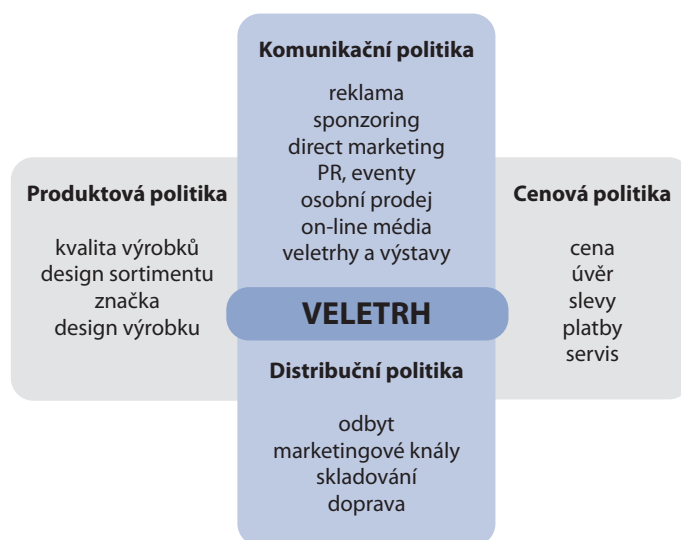 Komunikační politika
reklama
sponzoring
direct marketing
PR, eventy
osobní prodej
on-line média
veletrhy a výstavy
Produktová politika
kvalita výrobků
design sortimentu
značka
design výrobku
Cenová politika
cena
úvěr
slevy
platby
servis
VELETRH
Distribuční politika
odbyt
marketingové knály
skladování
doprava